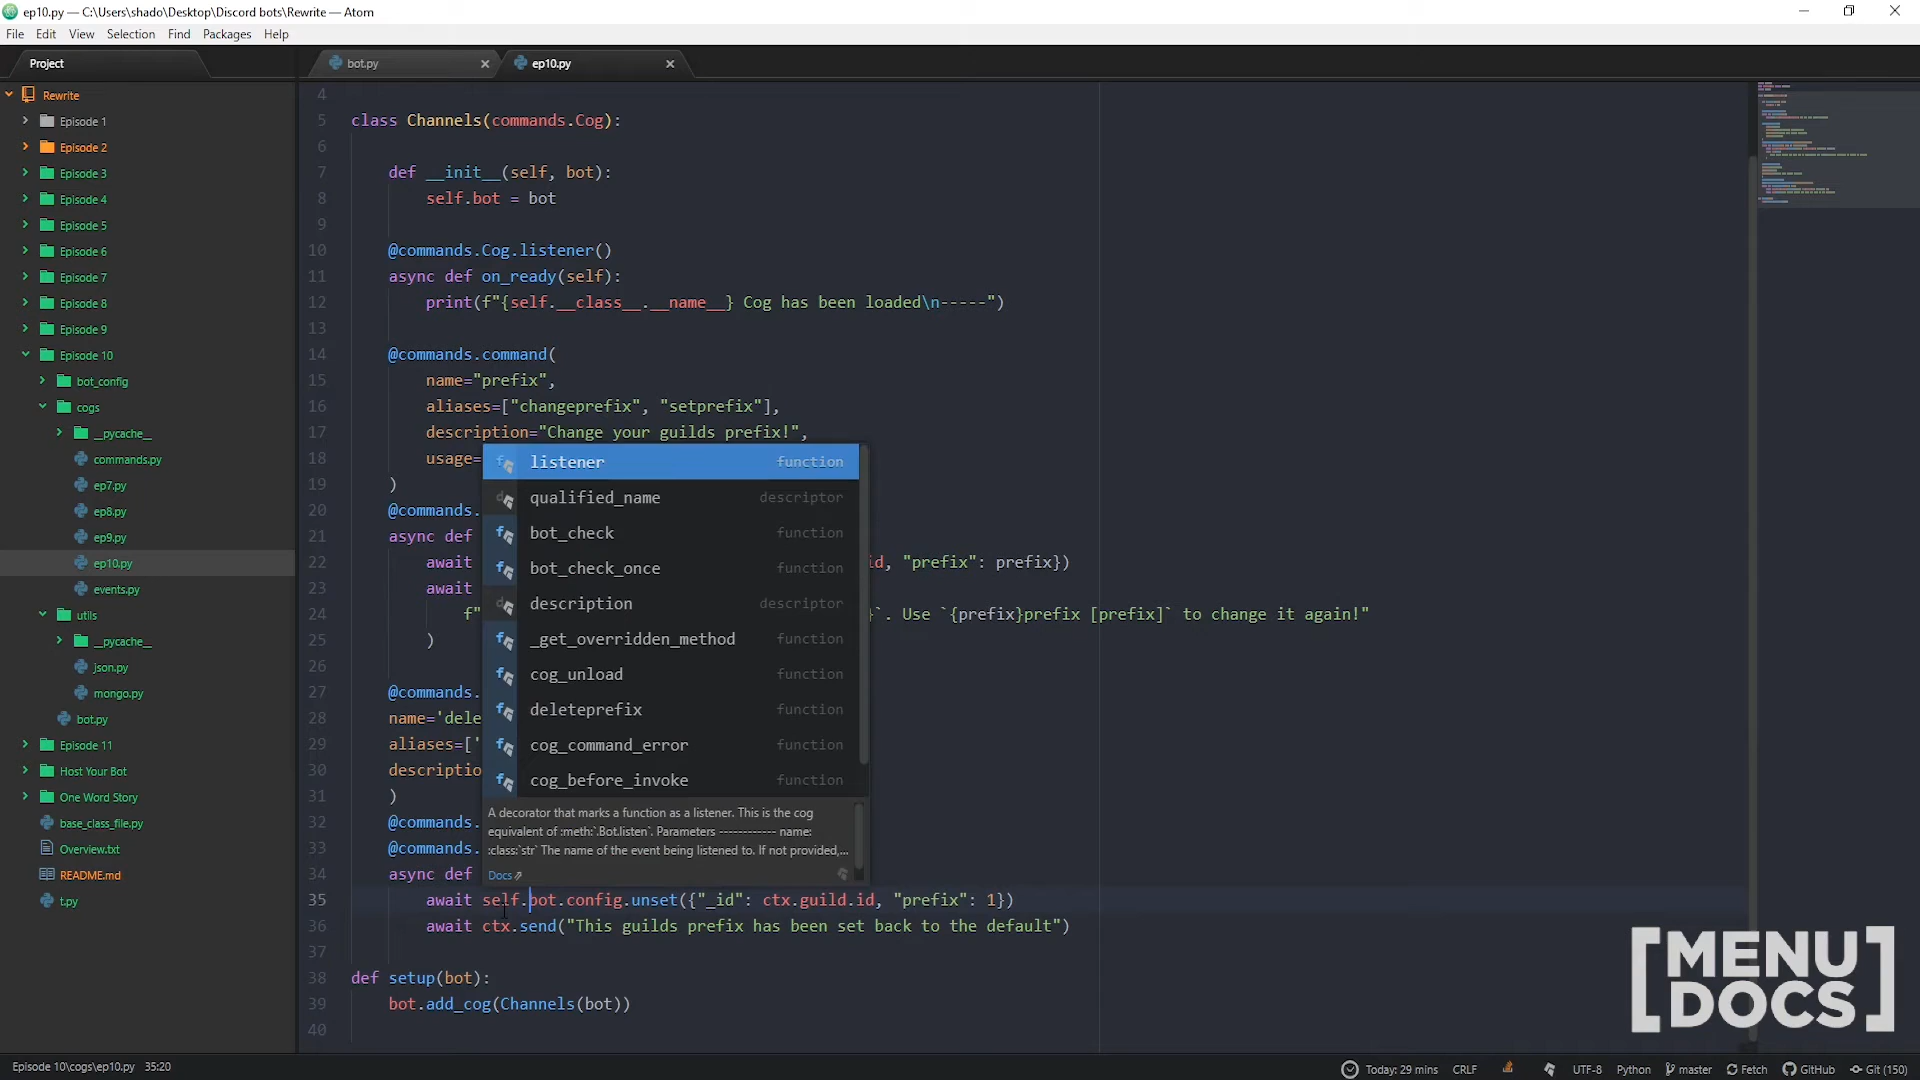 ep10.py — C:\Users\shado\Desktop\Discord bots\Rewrite — Atom
File Edit View Selection Find Packages Help
Project
bot.py
ep10.py
Rewrite
Episode 1
Episode 2
Episode 3
Episode 4
Episode 5
Episode 6
Episode 7
Episode 8
Episode 9
Episode 10
bot_config
cogs
__pycache__
commands.py
ep7.py
ep8.py
ep9.py
ep10.py
events.py
utils
__pycache__
json.py
mongo.py
bot.py
Episode 11
Host Your Bot
One Word Story
base_class_file.py
Overview.txt
README.md
t.py
4
5 class Channels(commands.Cog):
6
7 def __init__(self, bot):
8 self.bot = bot
9
10 @commands.Cog.listener()
11 async def on_ready(self):
12 print(f"{self.__class__.__name__} Cog has been loaded\n-----")
13
14 @commands.command(
15 name="prefix",
16 aliases=["changeprefix", "setprefix"],
17 description="Change your guilds prefix!",
18 usage=
19 )
20 @commands.
21 async def
22 await id, "prefix": prefix})
23 await
24 f" }`. Use `{prefix}prefix [prefix]` to change it again!"
25 )
26
27 @commands.
28 name='dele
29 aliases=['
30 descriptio
31 )
32 @commands.
33 @commands.
34 async def
35 await self.bot.config.unset({"_id": ctx.guild.id, "prefix": 1})
36 await ctx.send("This guilds prefix has been set back to the default")
37
38 def setup(bot):
39 bot.add_cog(Channels(bot))
40
listener function
qualified_name descriptor
bot_check function
bot_check_once function
description descriptor
_get_overridden_method function
cog_unload function
deleteprefix function
cog_command_error function
cog_before_invoke function
A decorator that marks a function as a listener. This is the cog
equivalent of :meth:`.Bot.listen`. Parameters ------------ name:
:class:`str` The name of the event being listened to. If not provided,...
Docs
[MENU
DOCS]
Episode 10\cogs\ep10.py 35:20
Today: 29 mins CRLF UTF-8 Python master Fetch GitHub Git (150)